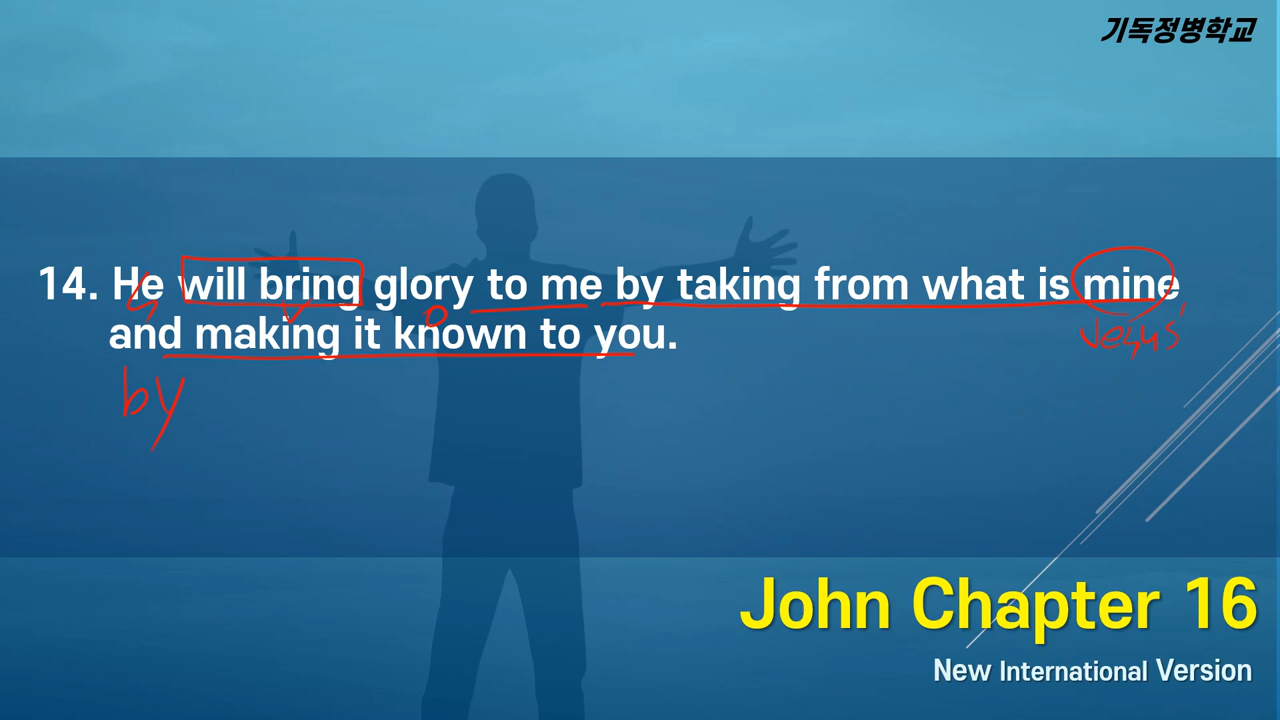 기독정병학교
14. He will bring glory to me by taking from what is mine
S V O Jesus'
and making it known to you.
by
John Chapter 16
New International Version